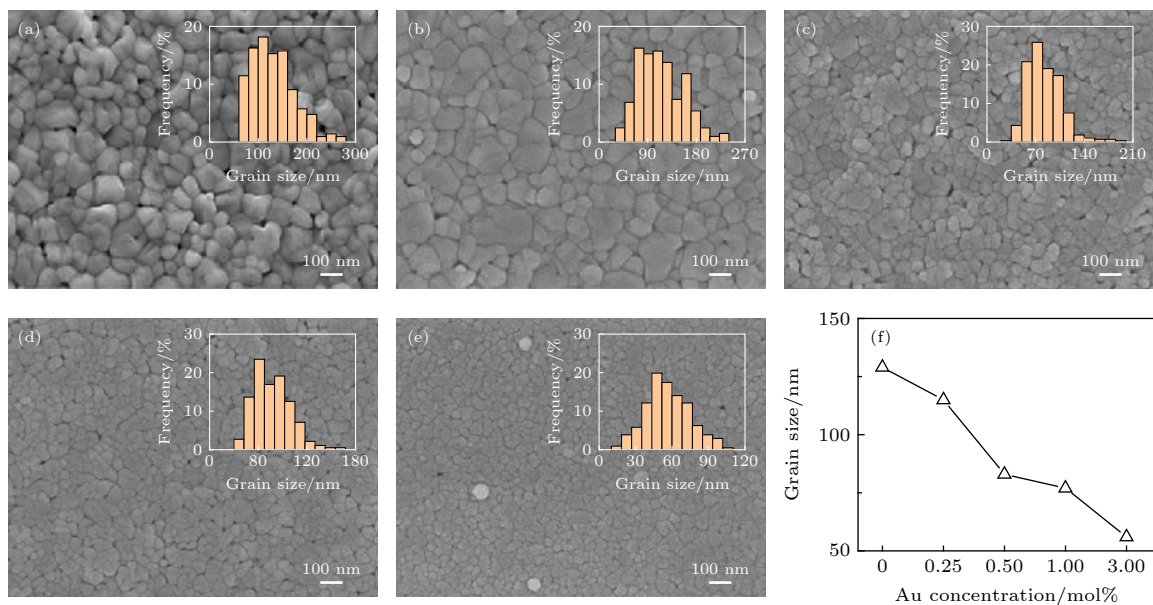 (a)
Frequency/%
20
10
0
0 100 200 300
Grain size/nm
100 nm
(b)
Frequency/%
20
10
0
0 90 180 270
Grain size/nm
100 nm
(c)
Frequency/%
30
20
10
0
0 70 140 210
Grain size/nm
100 nm
(d)
Frequency/%
30
20
10
0
0 80 120 180
Grain size/nm
100 nm
(e)
Frequency/%
30
20
10
0
0 30 60 90 120
Grain size/nm
100 nm
(f)
Grain size/nm
150
100
50
0 0.25 0.50 1.00 3.00
Au concentration/mol%